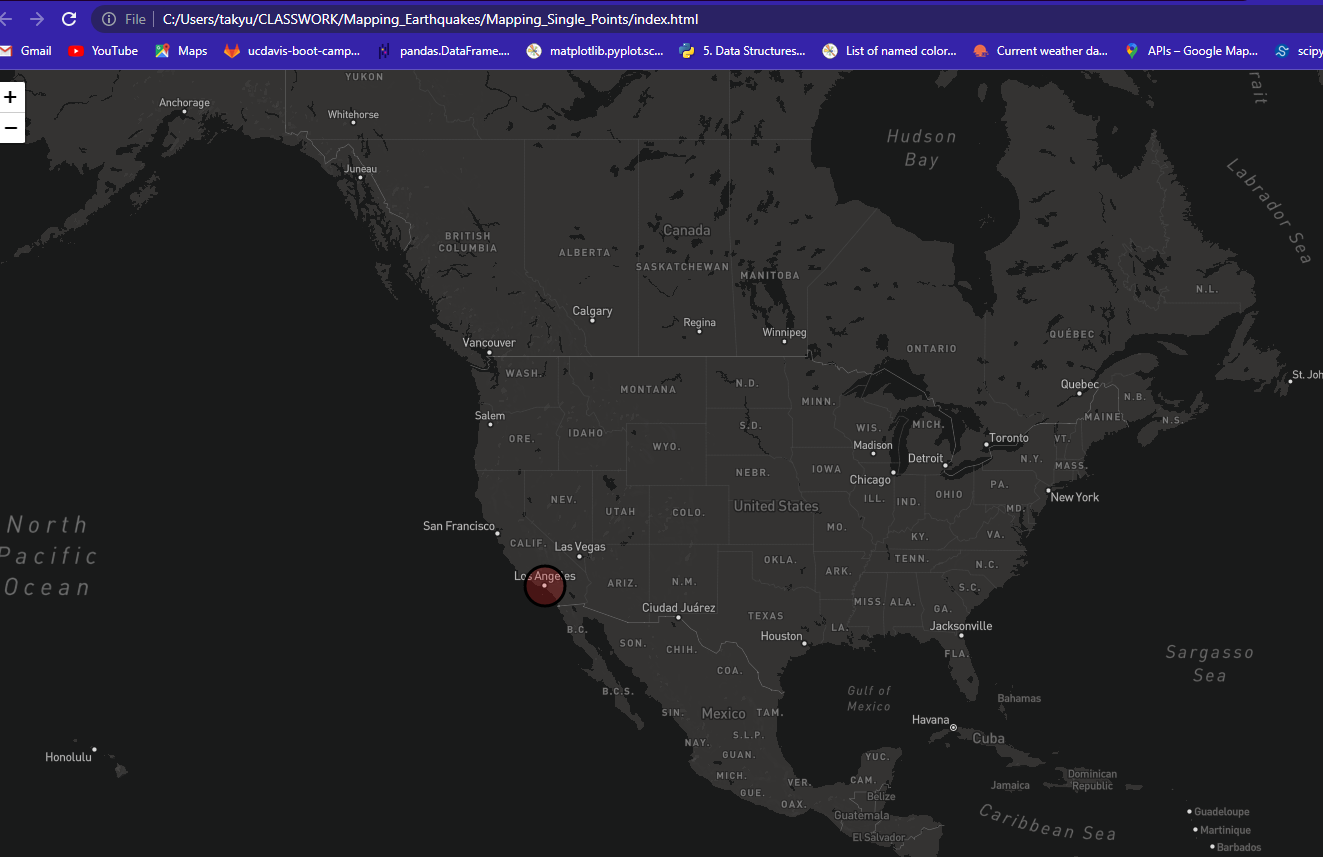 File | C:/Users/takyu/CLASSWORK/Mapping_Earthquakes/Mapping_Single_Points/index.html
Gmail YouTube Maps ucdavis-boot-camp... pandas.DataFrame.... matplotlib.pyplot.sc... 5. Data Structures... List of named color... Current weather da... APIs – Google Map... scipy
+
−
YUKON
Anchorage
Whitehorse
Juneau
Hudson
Bay
rait
Labrador Sea
BRITISH
COLUMBIA
ALBERTA
Canada
SASKATCHEWAN
MANITOBA
N.L.
Calgary
Regina
Winnipeg
Vancouver
ONTARIO
QUÉBEC
WASH.
MONTANA
N.D.
MINN.
Quebec
St. Joh
N.B.
MAINE
N.S.
Salem
ORE.
IDAHO
WYO.
S.D.
WIS.
MICH.
Madison
Toronto
VT.
Detroit
N.Y.
MASS.
NEBR.
IOWA
Chicago
PA.
NEV.
UTAH
COLO.
United States
ILL.
IND.
OHIO
New York
MD.
San Francisco
CALIF.
Las Vegas
MO.
KY.
VA.
North
Pacific
Ocean
OKLA.
TENN.
N.C.
Los Angeles
ARIZ.
N.M.
ARK.
S.C.
Ciudad Juárez
TEXAS
MISS.
ALA.
GA.
B.C.
SON.
CHIH.
Houston
LA.
Jacksonville
COA.
FLA.
Sargasso
Sea
B.C.S.
Gulf of
Mexico
Bahamas
SIN.
Mexico
TAM.
Havana
Cuba
NAY.
S.L.P.
GUAN.
YUC.
Honolulu
MICH.
VER.
CAM.
Dominican
Republic
Jamaica
GUE.
OAX.
Belize
Guatemala
Caribbean Sea
El Salvador
Guadeloupe
Martinique
Barbados